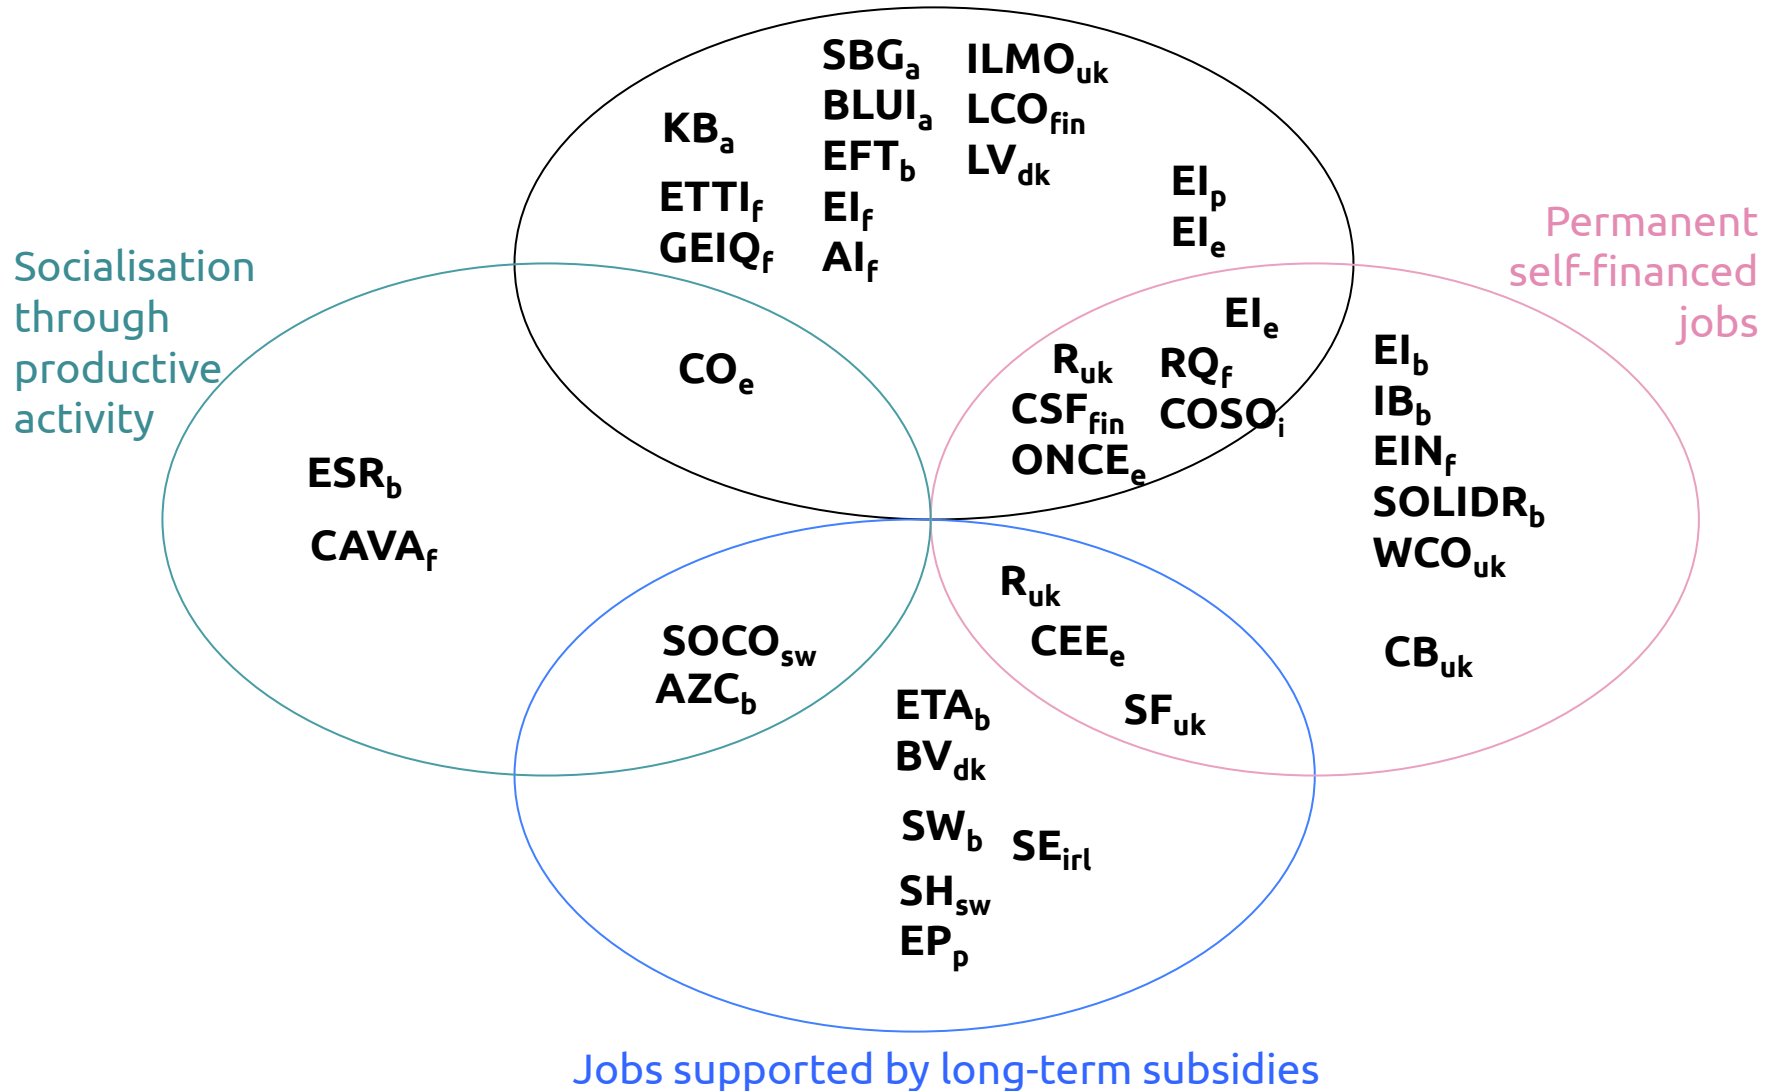 SBGa
BLUIa
EFTb
EIf
AIf
ILMOuk
LCOfin
LVdk
KBa
ETTIf
GEIQf
EIp
EIe
Socialisation
through
productive
activity
Permanent
self-financed
jobs
COe
EIe
Ruk
CSFfin
ONCEe
RQf
COSOi
EIb
IBb
EINf
SOLIDRb
WCOuk
CBuk
ESRb
CAVAf
SOCOsw
AZCb
Ruk
CEEe
SFuk
ETAb
BVdk
SWb
SEirl
SHsw
EPp
Jobs supported by long-term subsidies